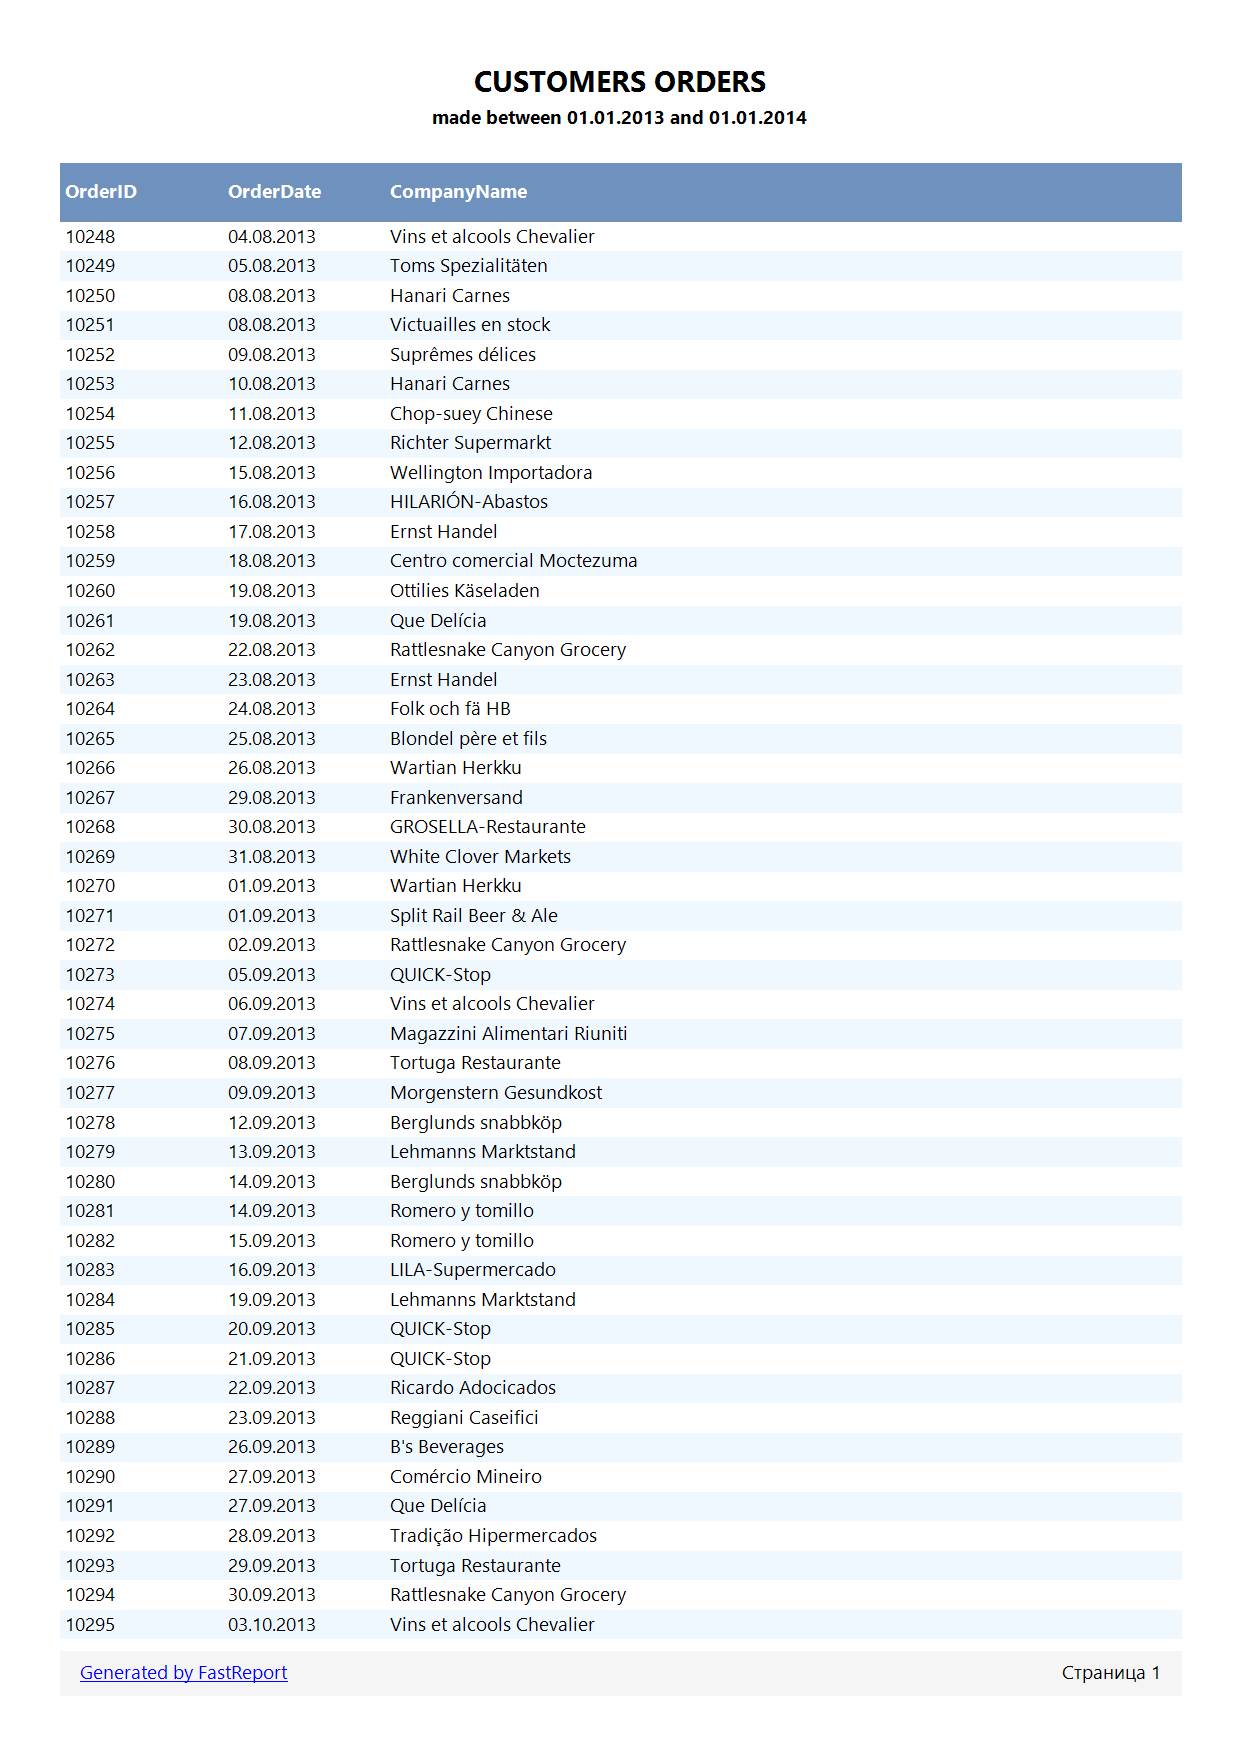 CUSTOMERS ORDERS
made between 01.01.2013 and 01.01.2014
OrderID OrderDate CompanyName
10248 04.08.2013 Vins et alcools Chevalier
10249 05.08.2013 Toms Spezialitäten
10250 08.08.2013 Hanari Carnes
10251 08.08.2013 Victuailles en stock
10252 09.08.2013 Suprêmes délices
10253 10.08.2013 Hanari Carnes
10254 11.08.2013 Chop-suey Chinese
10255 12.08.2013 Richter Supermarkt
10256 15.08.2013 Wellington Importadora
10257 16.08.2013 HILARIÓN-Abastos
10258 17.08.2013 Ernst Handel
10259 18.08.2013 Centro comercial Moctezuma
10260 19.08.2013 Ottilies Käseladen
10261 19.08.2013 Que Delícia
10262 22.08.2013 Rattlesnake Canyon Grocery
10263 23.08.2013 Ernst Handel
10264 24.08.2013 Folk och fä HB
10265 25.08.2013 Blondel père et fils
10266 26.08.2013 Wartian Herkku
10267 29.08.2013 Frankenversand
10268 30.08.2013 GROSELLA-Restaurante
10269 31.08.2013 White Clover Markets
10270 01.09.2013 Wartian Herkku
10271 01.09.2013 Split Rail Beer & Ale
10272 02.09.2013 Rattlesnake Canyon Grocery
10273 05.09.2013 QUICK-Stop
10274 06.09.2013 Vins et alcools Chevalier
10275 07.09.2013 Magazzini Alimentari Riuniti
10276 08.09.2013 Tortuga Restaurante
10277 09.09.2013 Morgenstern Gesundkost
10278 12.09.2013 Berglunds snabbköp
10279 13.09.2013 Lehmanns Marktstand
10280 14.09.2013 Berglunds snabbköp
10281 14.09.2013 Romero y tomillo
10282 15.09.2013 Romero y tomillo
10283 16.09.2013 LILA-Supermercado
10284 19.09.2013 Lehmanns Marktstand
10285 20.09.2013 QUICK-Stop
10286 21.09.2013 QUICK-Stop
10287 22.09.2013 Ricardo Adocicados
10288 23.09.2013 Reggiani Caseifici
10289 26.09.2013 B's Beverages
10290 27.09.2013 Comércio Mineiro
10291 27.09.2013 Que Delícia
10292 28.09.2013 Tradição Hipermercados
10293 29.09.2013 Tortuga Restaurante
10294 30.09.2013 Rattlesnake Canyon Grocery
10295 03.10.2013 Vins et alcools Chevalier
Generated by FastReport Страница 1